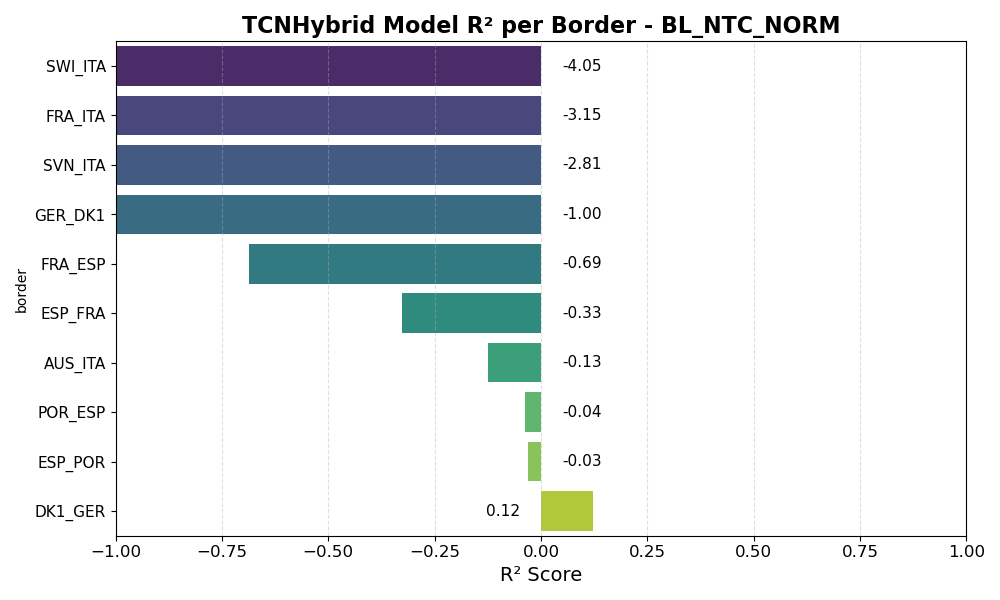 TCNHybrid Model R² per Border - BL_NTC_NORM
border
SWI_ITA -4.05
FRA_ITA -3.15
SVN_ITA -2.81
GER_DK1 -1.00
FRA_ESP -0.69
ESP_FRA -0.33
AUS_ITA -0.13
POR_ESP -0.04
ESP_POR -0.03
DK1_GER 0.12
−1.00 −0.75 −0.50 −0.25 0.00 0.25 0.50 0.75 1.00
R² Score